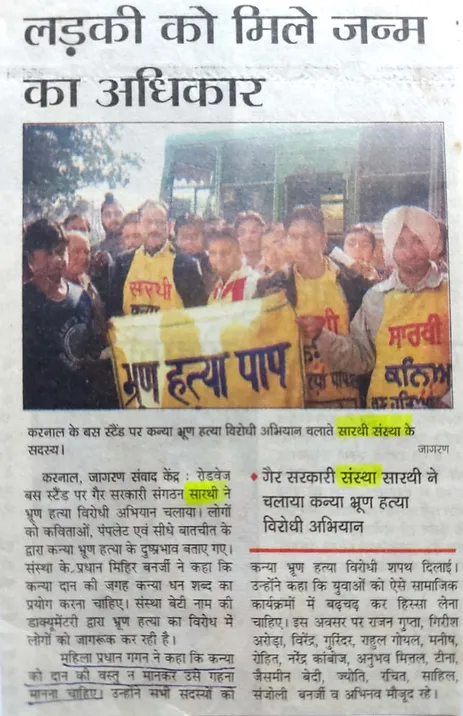 लड़की को मिले जन्म
का अधिकार
सारथी
कन्या
भ्रूण हत्या पाप
ਸਾਰਥੀ
ਕੰਨਿਆ
करनाल के बस स्टैंड पर कन्या भ्रूण हत्या विरोधी अभियान चलाते सारथी संस्था के
सदस्य।
जागरण
करनाल, जागरण संवाद केंद्र : रोडवेज
बस स्टैंड पर गैर सरकारी संगठन सारथी ने
भ्रूण हत्या विरोधी अभियान चलाया। लोगों
को कविताओं, पंपलेट एवं सीधे बातचीत के
द्वारा कन्या भ्रूण हत्या के दुष्प्रभाव बताए गए।
संस्था के प्रधान मिहिर बनर्जी ने कहा कि
कन्या दान की जगह कन्या धन शब्द का
प्रयोग करना चाहिए। संस्था बेटी नाम की
डाक्यूमेंटरी द्वारा भ्रूण हत्या का विरोध में
लोगों को जागरूक कर रही है।
महिला प्रधान गगन ने कहा कि कन्या
को दान की वस्तु न मानकर उसे गहना
मानना चाहिए। उन्होंने सभी सदस्यों को
♦ गैर सरकारी संस्था सारथी ने
चलाया कन्या भ्रूण हत्या
विरोधी अभियान
कन्या भ्रूण हत्या विरोधी शपथ दिलाई।
उन्होंने कहा कि युवाओं को ऐसे सामाजिक
कार्यक्रमों में बढ़चढ़ कर हिस्सा लेना
चाहिए। इस अवसर पर राजन गुप्ता, गिरीश
अरोड़ा, विरेंद्र, गुरिंदर, राहुल गोयल, मनीष,
रोहित, नरेंद्र कांबोज, अनुभव मित्तल, टीना,
जैसमीन बेदी, ज्योति, रचित, साहिल,
संजोली बनर्जी व अभिनव मौजूद रहे।